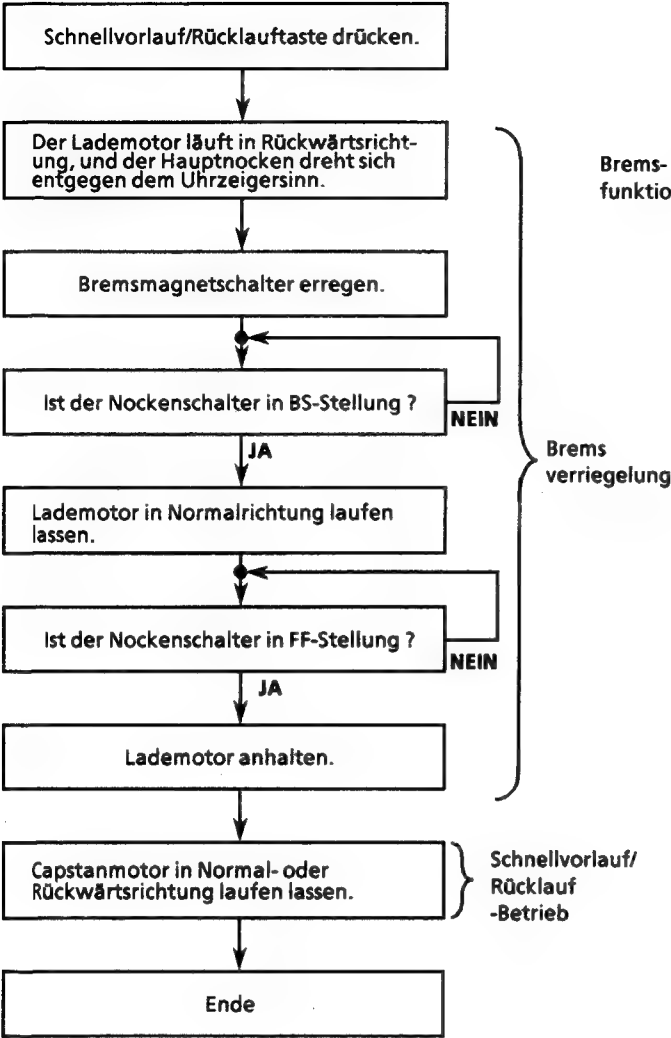 Schnellvorlauf/Rücklauftaste drücken.
Der Lademotor läuft in Rückwärtsricht-
ung, und der Hauptnocken dreht sich
entgegen dem Uhrzeigersinn.
Brems-
funktio
Bremsmagnetschalter erregen.
Ist der Nockenschalter in BS-Stellung ?
NEIN
JA
Brems
verriegelung
Lademotor in Normalrichtung laufen
lassen.
Ist der Nockenschalter in FF-Stellung ?
NEIN
JA
Lademotor anhalten.
Capstanmotor in Normal- oder
Rückwärtsrichtung laufen lassen.
Schnellvorlauf/
Rücklauf
-Betrieb
Ende